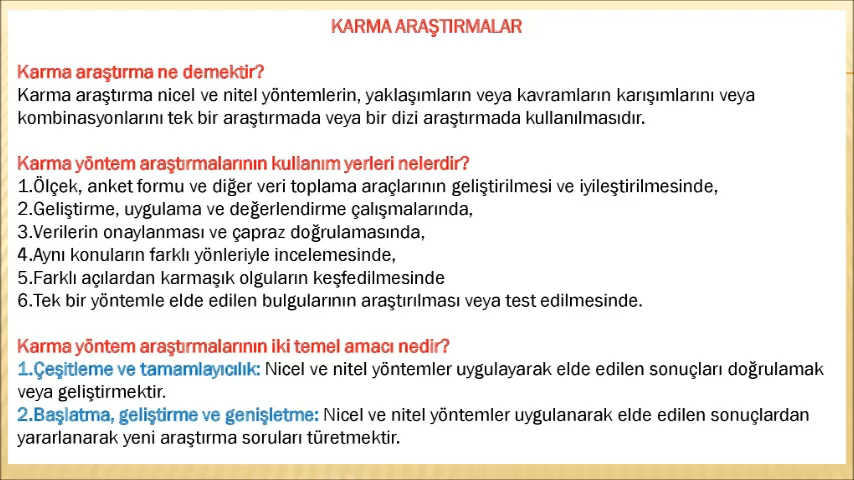 KARMA ARAŞTIRMALAR
Karma araştırma ne demektir?
Karma araştırma nicel ve nitel yöntemlerin, yaklaşımların veya kavramların karışımlarını veya
kombinasyonlarını tek bir araştırmada veya bir dizi araştırmada kullanılmasıdır.
Karma yöntem araştırmalarının kullanım yerleri nelerdir?
1.Ölçek, anket formu ve diğer veri toplama araçlarının geliştirilmesi ve iyileştirilmesinde,
2.Geliştirme, uygulama ve değerlendirme çalışmalarında,
3.Verilerin onaylanması ve çapraz doğrulamasında,
4.Aynı konuların farklı yönleriyle incelemesinde,
5.Farklı açılardan karmaşık olguların keşfedilmesinde
6.Tek bir yöntemle elde edilen bulgularının araştırılması veya test edilmesinde.
Karma yöntem araştırmalarının iki temel amacı nedir?
1.Çeşitleme ve tamamlayıcılık: Nicel ve nitel yöntemler uygulayarak elde edilen sonuçları doğrulamak
veya geliştirmektir.
2.Başlatma, geliştirme ve genişletme: Nicel ve nitel yöntemler uygulanarak elde edilen sonuçlardan
yararlanarak yeni araştırma soruları türetmektir.